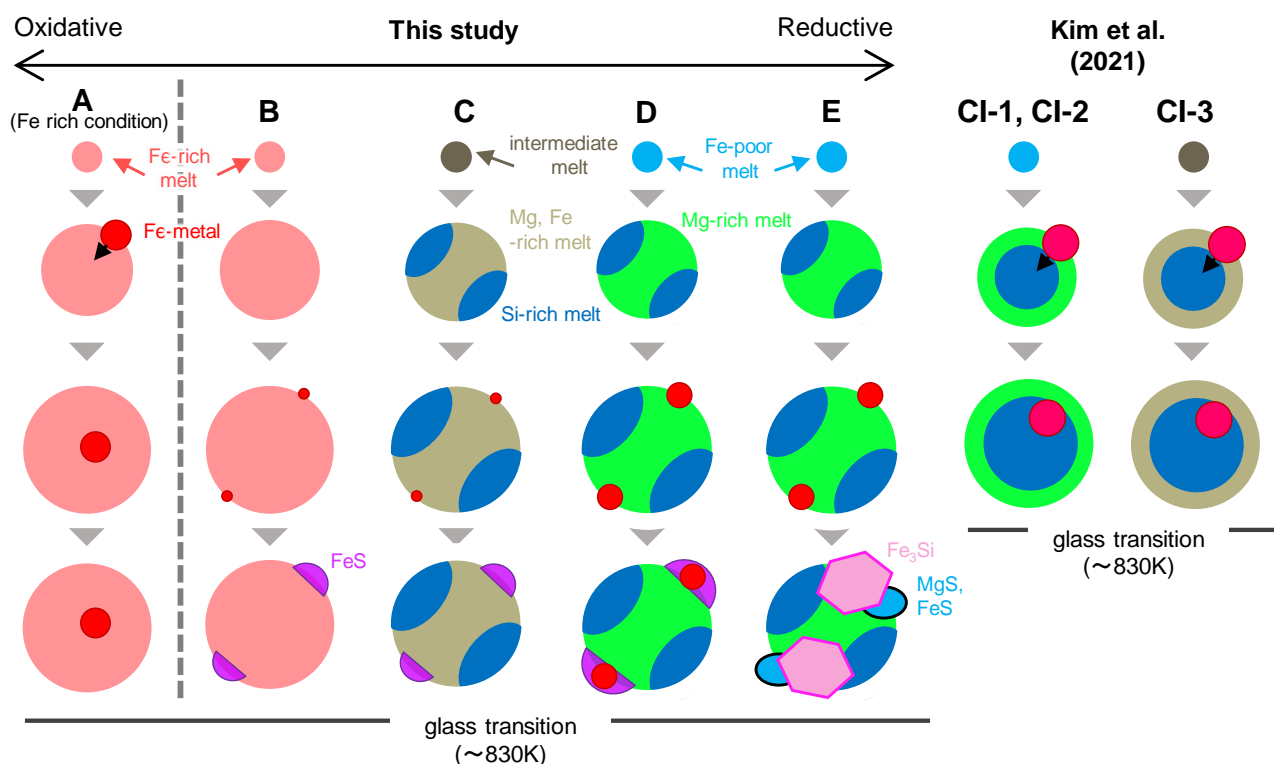 Oxidative
This study
Reductive
Kim et al.
(2021)
A
(Fe rich condition)
B
C
D
E
CI-1, CI-2
CI-3
Fє-rich
melt
intermediate
melt
Fe-poor
melt
Fє-metal
Mg, Fe
-rich melt
Mg-rich melt
Si-rich melt
FeS
Fe₃Si
MgS,
FeS
glass transition
(～830K)
glass transition
(～830K)